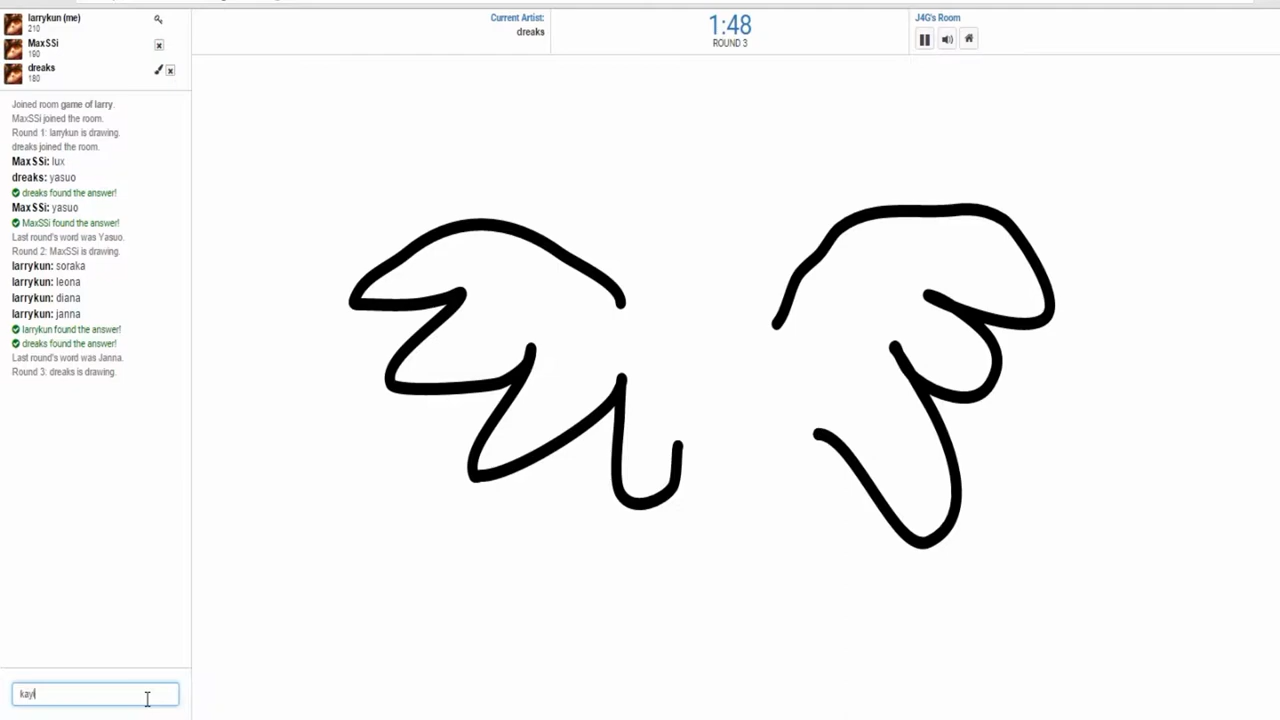 larrykun (me)
210
MaxSSi
190
dreaks
180
Current Artist:
dreaks
1:48
ROUND 3
J4G's Room
Joined room game of larry.
MaxSSi joined the room.
Round 1: larrykun is drawing.
dreaks joined the room.
MaxSSi: lux
dreaks: yasuo
dreaks found the answer!
MaxSSi: yasuo
MaxSSi found the answer!
Last round's word was Yasuo.
Round 2: MaxSSi is drawing.
larrykun: soraka
larrykun: leona
larrykun: diana
larrykun: janna
larrykun found the answer!
dreaks found the answer!
Last round's word was Janna.
Round 3: dreaks is drawing.
kayl